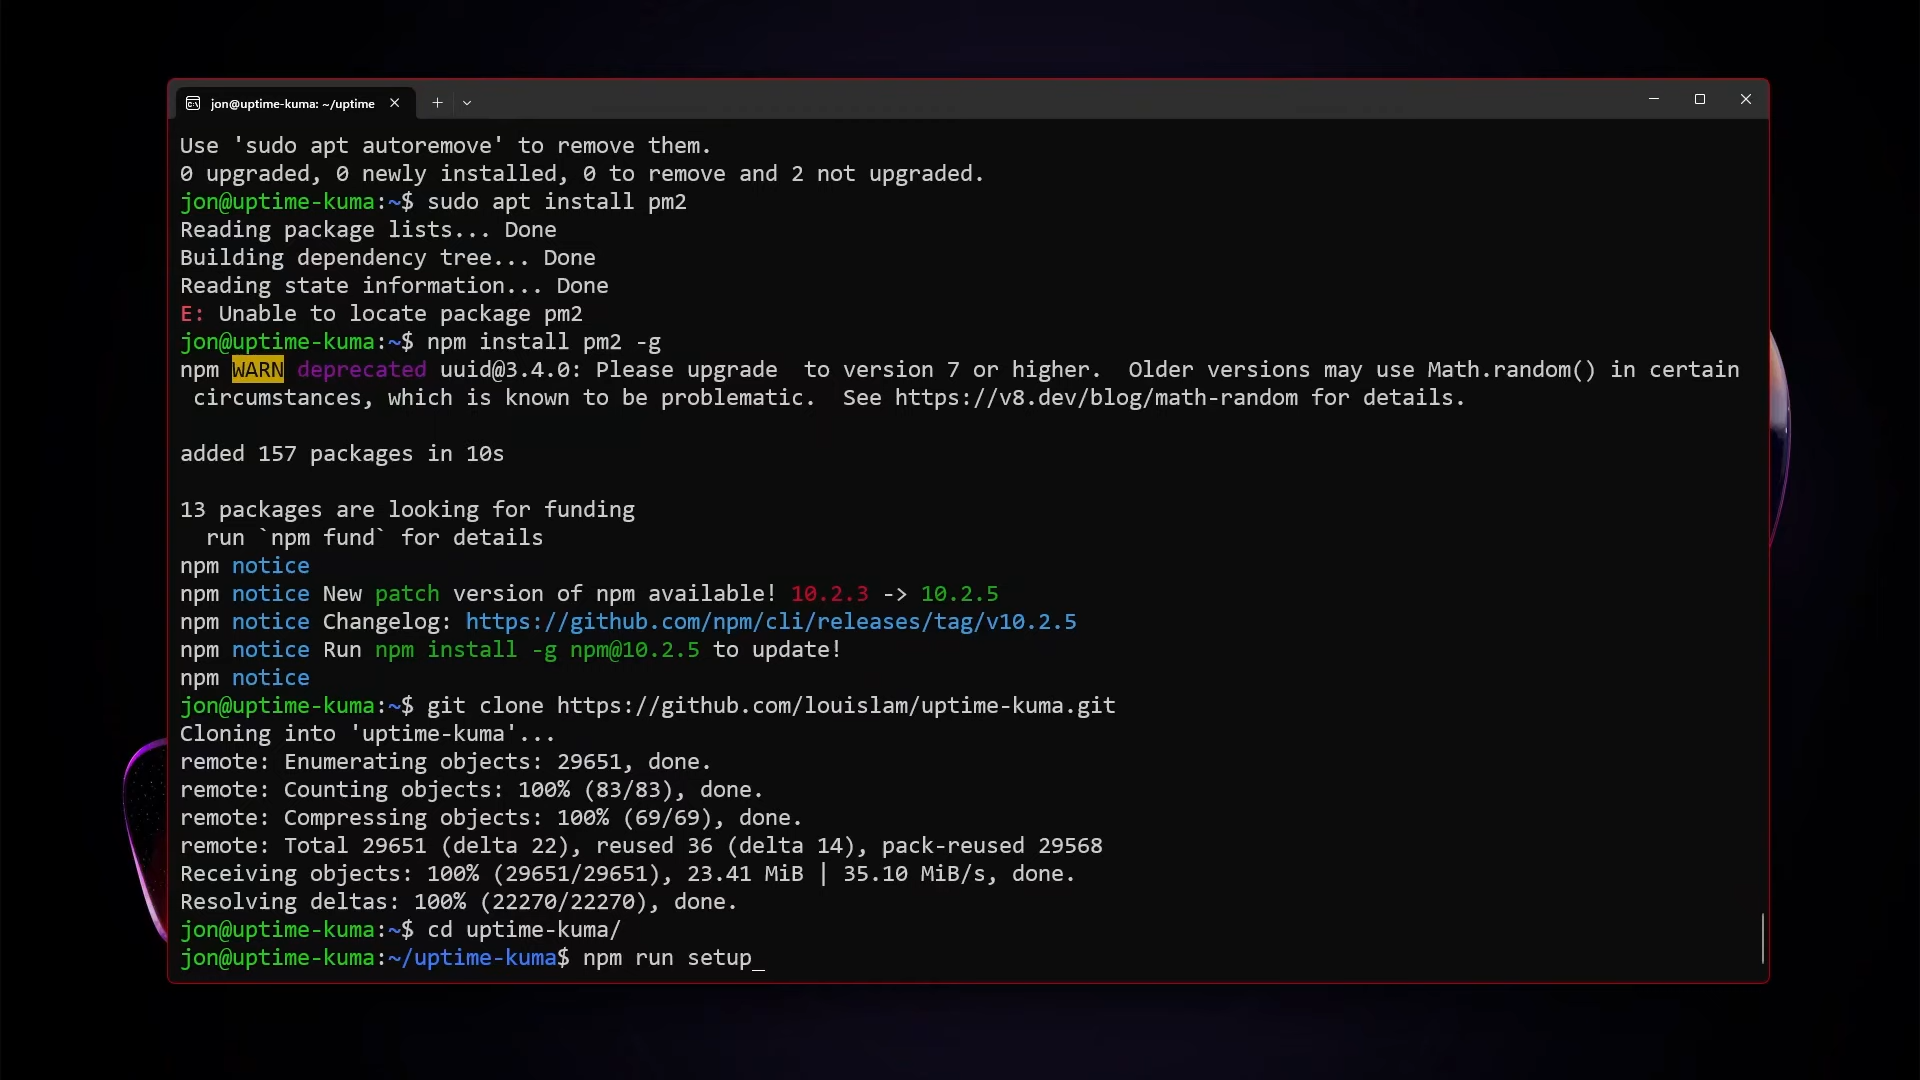 jon@uptime-kuma: ~/uptime
Use 'sudo apt autoremove' to remove them.
0 upgraded, 0 newly installed, 0 to remove and 2 not upgraded.
jon@uptime-kuma:~$ sudo apt install pm2
Reading package lists... Done
Building dependency tree... Done
Reading state information... Done
E: Unable to locate package pm2
jon@uptime-kuma:~$ npm install pm2 -g
npm WARN deprecated uuid@3.4.0: Please upgrade  to version 7 or higher.  Older versions may use Math.random() in certain
 circumstances, which is known to be problematic.  See https://v8.dev/blog/math-random for details.
added 157 packages in 10s
13 packages are looking for funding
  run `npm fund` for details
npm notice
npm notice New patch version of npm available! 10.2.3 -> 10.2.5
npm notice Changelog: https://github.com/npm/cli/releases/tag/v10.2.5
npm notice Run npm install -g npm@10.2.5 to update!
npm notice
jon@uptime-kuma:~$ git clone https://github.com/louislam/uptime-kuma.git
Cloning into 'uptime-kuma'...
remote: Enumerating objects: 29651, done.
remote: Counting objects: 100% (83/83), done.
remote: Compressing objects: 100% (69/69), done.
remote: Total 29651 (delta 22), reused 36 (delta 14), pack-reused 29568
Receiving objects: 100% (29651/29651), 23.41 MiB | 35.10 MiB/s, done.
Resolving deltas: 100% (22270/22270), done.
jon@uptime-kuma:~$ cd uptime-kuma/
jon@uptime-kuma:~/uptime-kuma$ npm run setup_